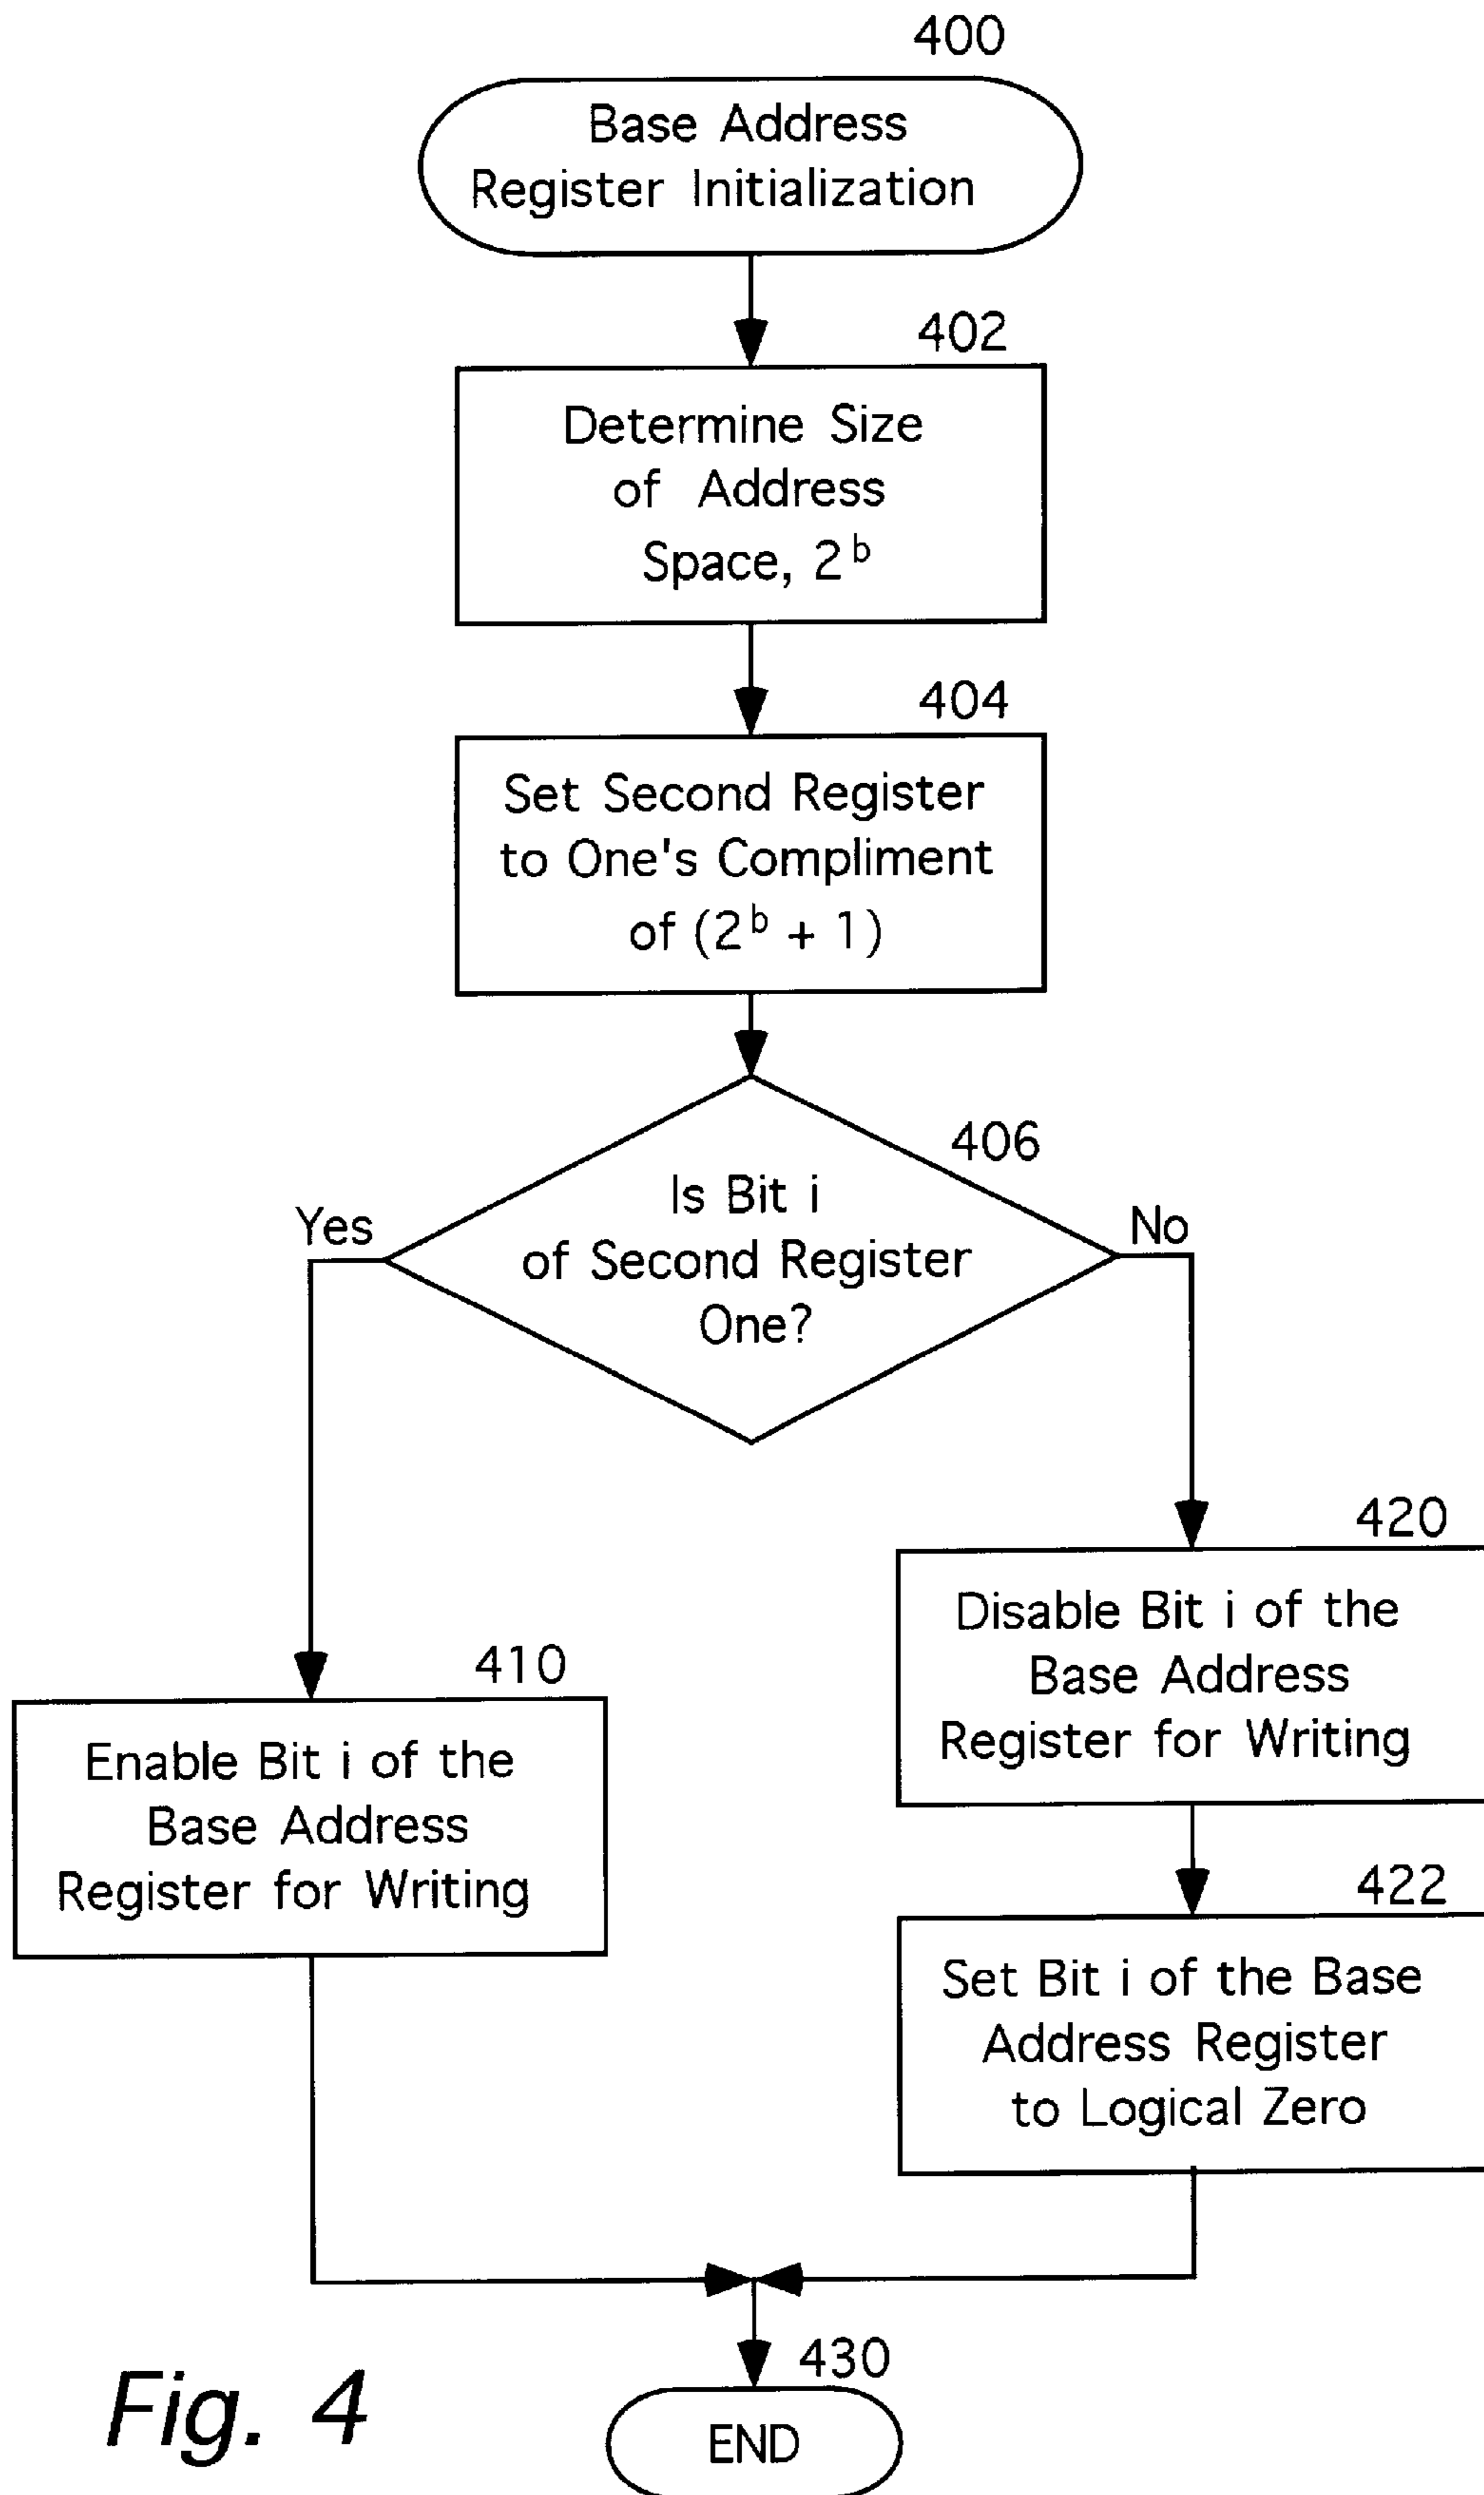 400
Base Address
Register Initialization
402
Determine Size
of Address
Space, 2^b
404
Set Second Register
to One's Compliment
of (2^b + 1)
406
Is Bit i
of Second Register
One?
Yes
No
420
Disable Bit i of the
Base Address
Register for Writing
410
Enable Bit i of the
Base Address
Register for Writing
422
Set Bit i of the Base
Address Register
to Logical Zero
430
END
Fig. 4